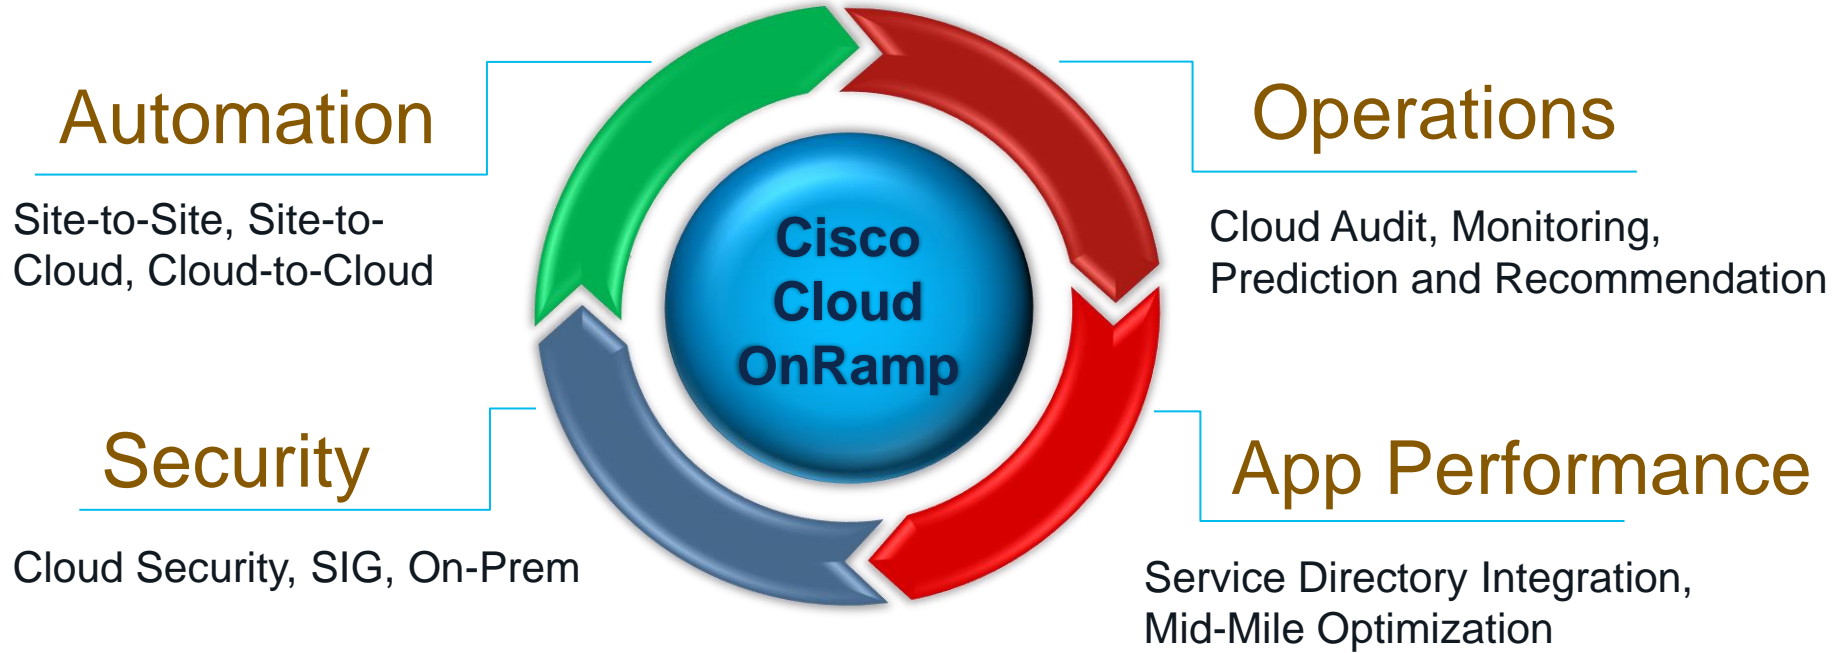 Automation
Site-to-Site, Site-to-
Cloud, Cloud-to-Cloud
Operations
Cloud Audit, Monitoring,
Prediction and Recommendation
Cisco
Cloud
OnRamp
Security
Cloud Security, SIG, On-Prem
App Performance
Service Directory Integration,
Mid-Mile Optimization